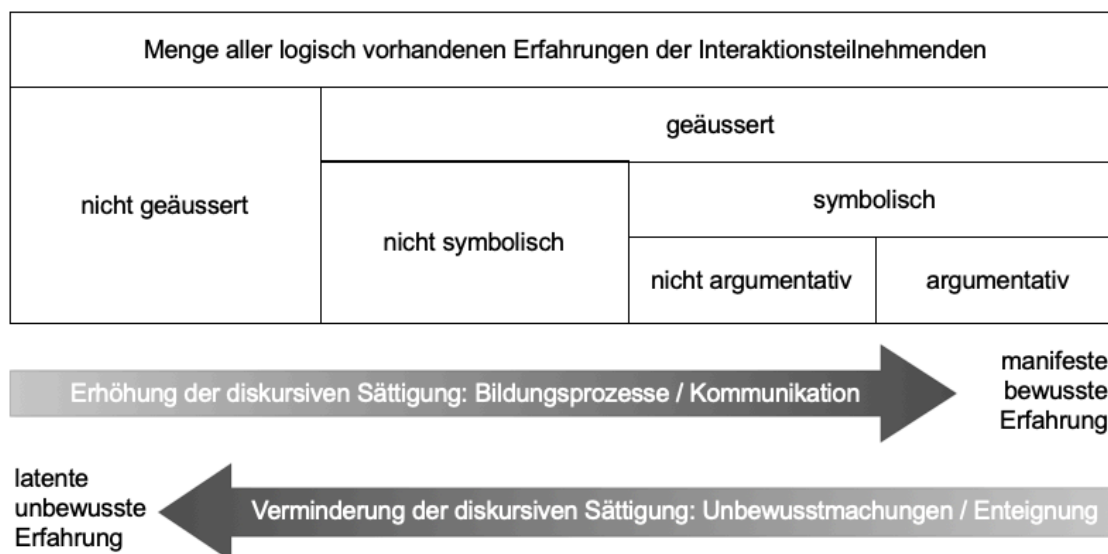 Menge aller logisch vorhandenen Erfahrungen der Interaktionsteilnehmenden
geäussert
nicht geäussert
symbolisch
nicht symbolisch
nicht argumentativ
argumentativ
Erhöhung der diskursiven Sättigung: Bildungsprozesse / Kommunikation
manifeste
bewusste
Erfahrung
latente
unbewusste
Erfahrung
Verminderung der diskursiven Sättigung: Unbewusstmachungen / Enteignung